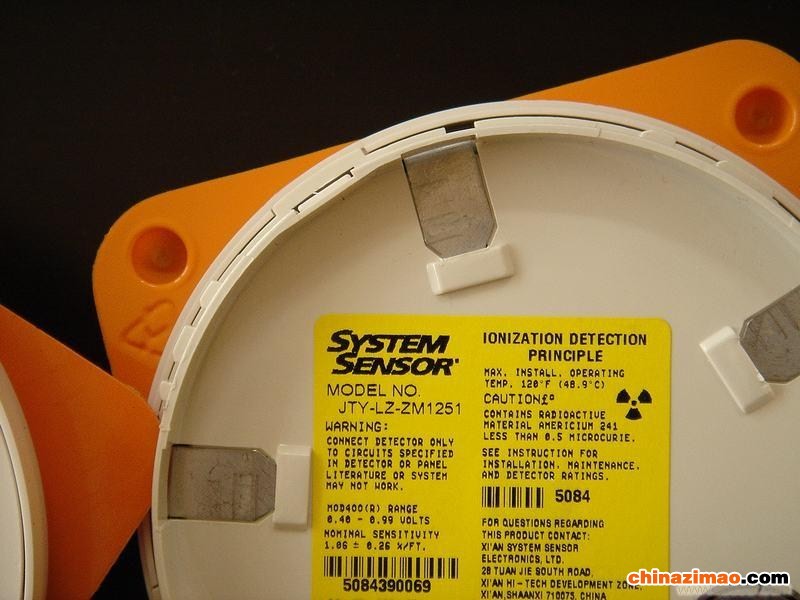 SYSTEM
SENSOR
MODEL NO.
JTY-LZ-ZM1251
WARNING:
CONNECT DETECTOR ONLY
TO CIRCUITS SPECIFIED
IN DETECTOR OR PANEL
LITERATURE OR SYSTEM
MAY NOT WORK.
MOD400(R) RANGE
0.40 - 0.99 VOLTS
NOMINAL SENSITIVITY
1.06 ± 0.26 %/FT.
5084390069
IONIZATION DETECTION
PRINCIPLE
MAX. INSTALL. OPERATING
TEMP. 120°F (48.9°C)
CAUTION£º
CONTAINS RADIOACTIVE
MATERIAL AMERICIUM 241
LESS THAN 0.5 MICROCURIE.
SEE INSTRUCTION FOR
INSTALLATION, MAINTENANCE,
AND DETECTOR RATINGS.
5084
FOR QUESTIONS REGARDING
THIS PRODUCT CONTACT:
XI'AN SYSTEM SENSOR
ELECTRONICS, LTD.
28 TUAN JIE SOUTH ROAD,
XI'AN HI-TECH DEVELOPMENT ZONE,
XI'AN, SHAANXI 710075, CHINA
chinazimao.com